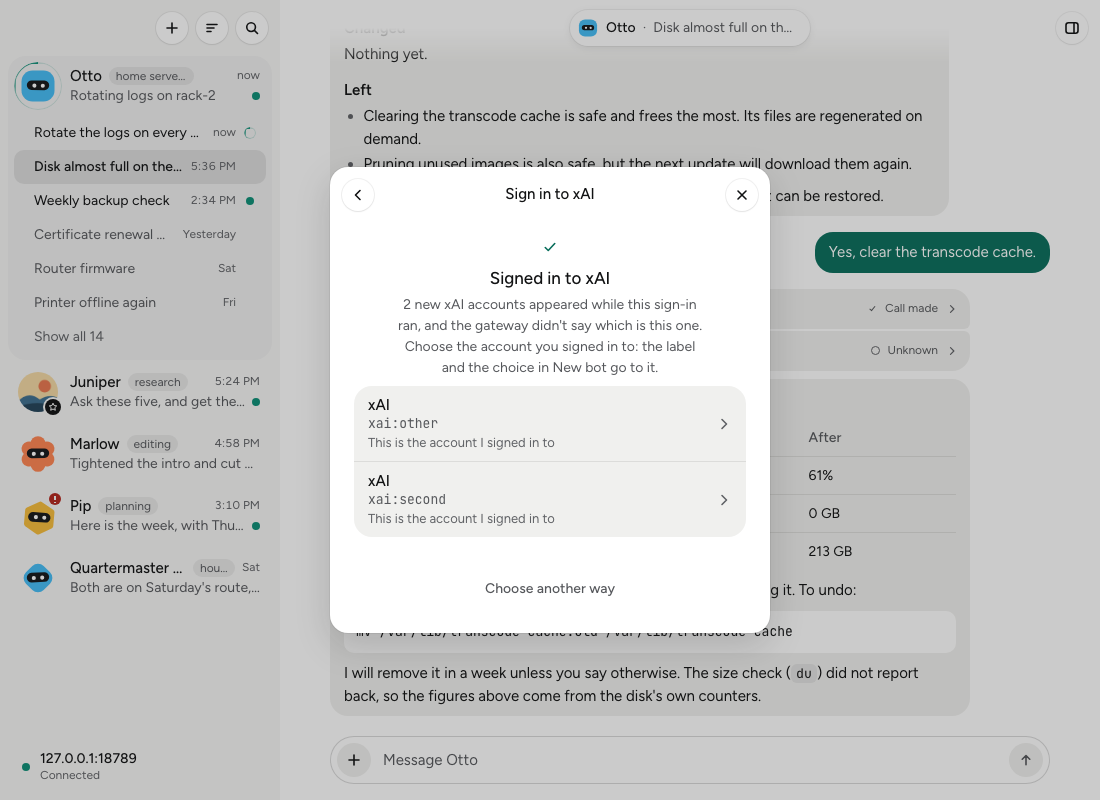 Otto
home serve...
now
Rotating logs on rack-2
Rotate the logs on every ...
now
Disk almost full on the...
5:36 PM
Weekly backup check
2:34 PM
Certificate renewal ...
Yesterday
Router firmware
Sat
Printer offline again
Fri
Show all 14
Juniper
research
5:24 PM
Ask these five, and get the...
Marlow
editing
4:58 PM
Tightened the intro and cut ...
Pip
planning
3:10 PM
Here is the week, with Thu...
Quartermaster ...
hou...
Sat
Both are on Saturday's route,...
127.0.0.1:18789
Connected
Otto · Disk almost full on th...
Changed
Nothing yet.
Left
Clearing the transcode cache is safe and frees the most. Its files are regenerated on
demand.
Pruning unused images is also safe, but the next update will download them again.
can be restored.
Yes, clear the transcode cache.
Call made
Unknown
After
61%
0 GB
213 GB
it. To undo:
mv /var/lib/transcode-cache.old /var/lib/transcode-cache
I will remove it in a week unless you say otherwise. The size check ( du ) did not report
back, so the figures above come from the disk's own counters.
Message Otto
Sign in to xAI
Signed in to xAI
2 new xAI accounts appeared while this sign-in
ran, and the gateway didn't say which is this one.
Choose the account you signed in to: the label
and the choice in New bot go to it.
xAI
xai:other
This is the account I signed in to
xAI
xai:second
This is the account I signed in to
Choose another way